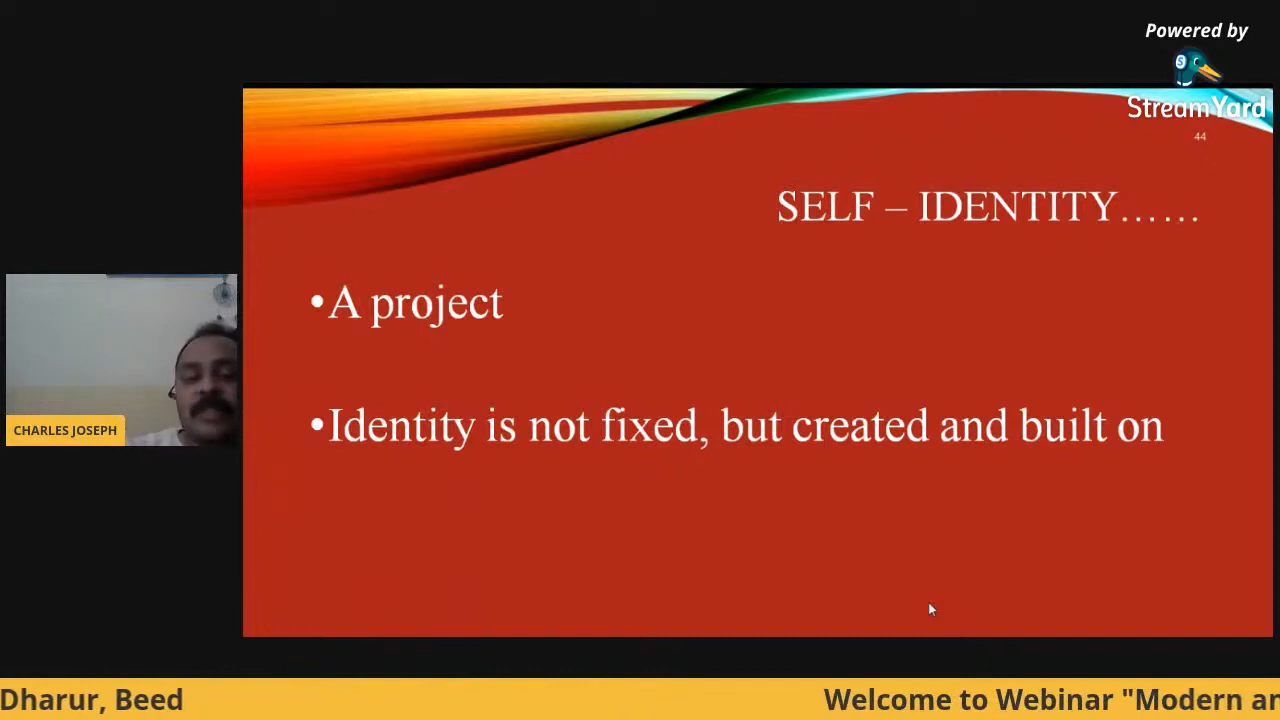 Powered by
StreamYard
44
SELF – IDENTITY……
•A project
•Identity is not fixed, but created and built on
CHARLES JOSEPH
Dharur, Beed Welcome to Webinar "Modern an